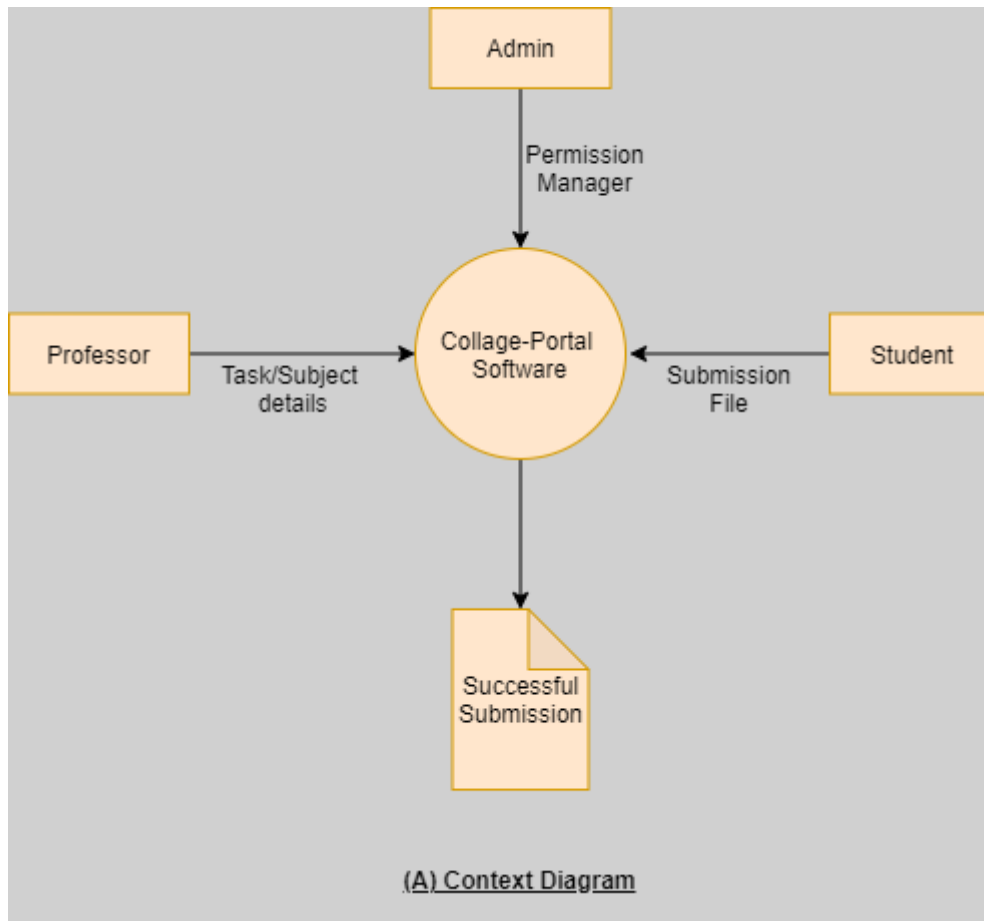 Admin
Permission
Manager
Professor
Task/Subject
details
Collage-Portal
Software
Submission
File
Student
Successful
Submission
(A) Context Diagram